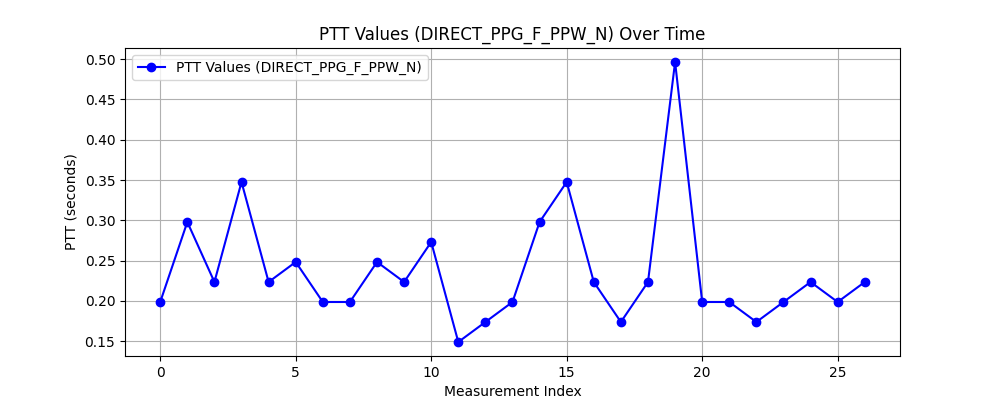 PTT Values (DIRECT_PPG_F_PPW_N) Over Time
PTT Values (DIRECT_PPG_F_PPW_N)
PTT (seconds)
0.50
0.45
0.40
0.35
0.30
0.25
0.20
0.15
0 5 10 15 20 25
Measurement Index